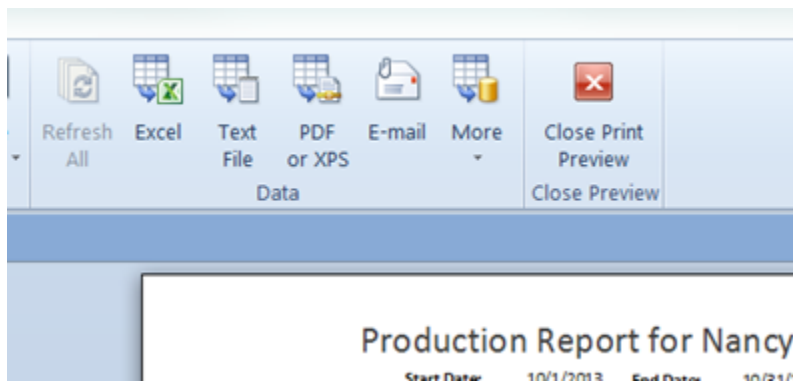 Refresh All
Excel
Text File
PDF or XPS
E-mail
More
Close Print Preview
Data
Close Preview
Production Report for Nancy
Start Date: 10/1/2013 End Date: